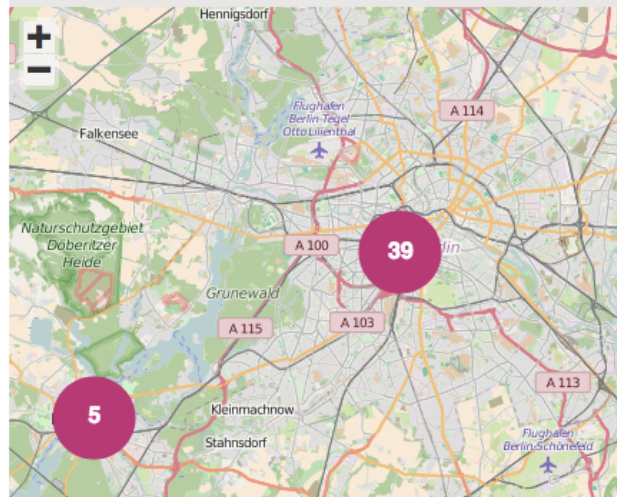 Hennigsdorf
+
−
Flughafen
Berlin-Tegel
Otto Lilienthal
A 114
Falkensee
Naturschutzgebiet
Döberitzer
Heide
A 100
39
lin
Grunewald
A 115
A 103
A 113
5
Kleinmachnow
Stahnsdorf
Flughafen
Berlin-Schönefeld